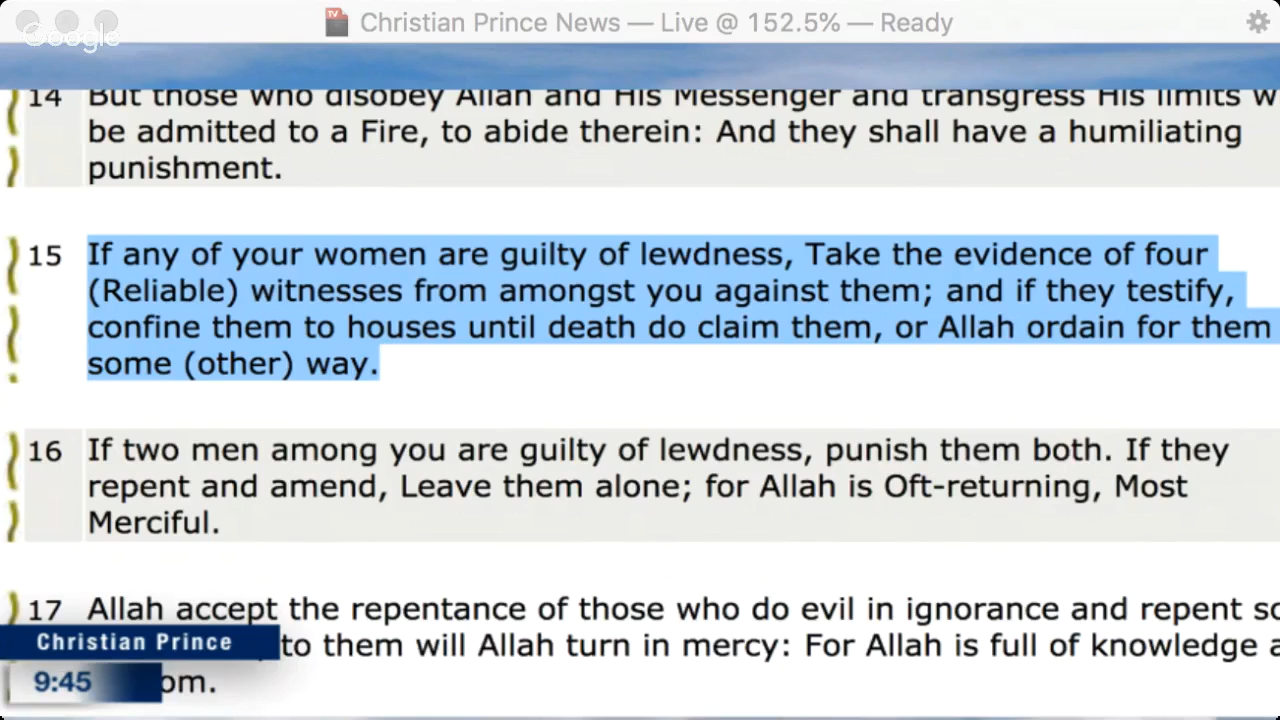 Christian Prince News — Live @ 152.5% — Ready
Google
14 But those who disobey Allah and His Messenger and transgress His limits
be admitted to a Fire, to abide therein: And they shall have a humiliating
punishment.
15 If any of your women are guilty of lewdness, Take the evidence of four
(Reliable) witnesses from amongst you against them; and if they testify,
confine them to houses until death do claim them, or Allah ordain for them
some (other) way.
16 If two men among you are guilty of lewdness, punish them both. If they
repent and amend, Leave them alone; for Allah is Oft-returning, Most
Merciful.
17 Allah accept the repentance of those who do evil in ignorance and repent
Christian Prince
to them will Allah turn in mercy: For Allah is full of knowledge
9:45
om.